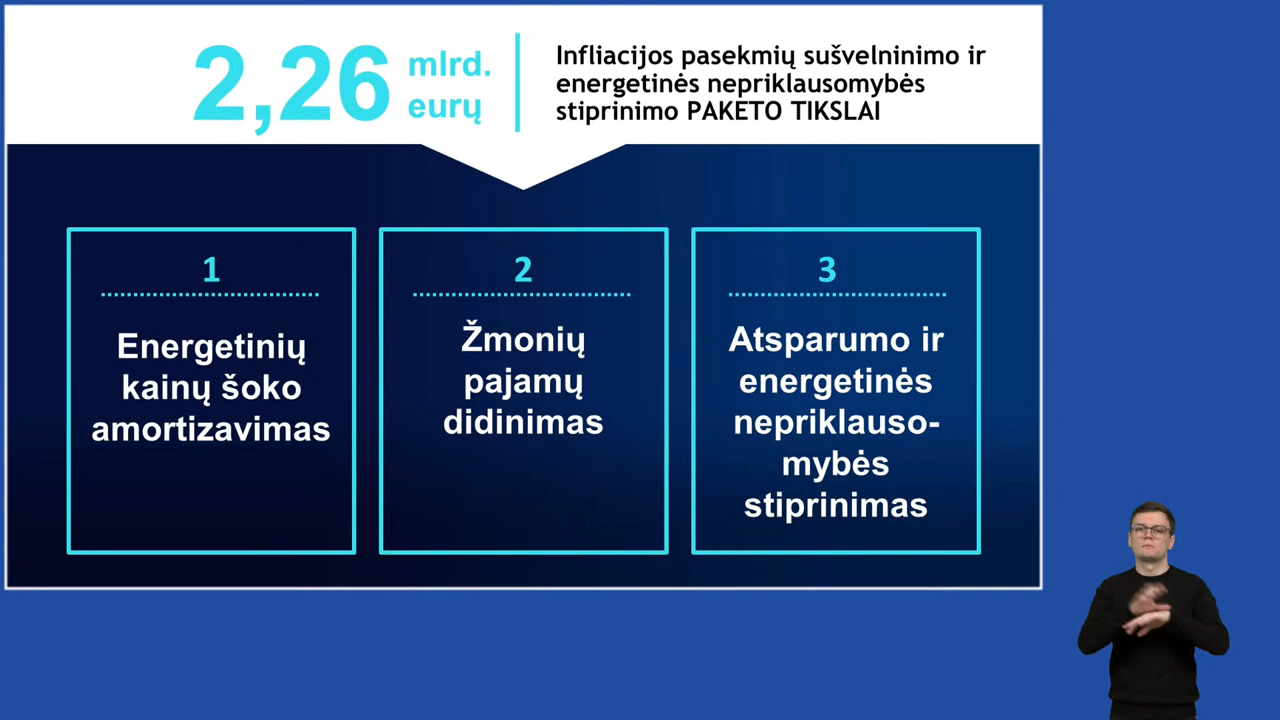 2,26
mlrd.
eurų
Infliacijos pasekmių sušvelninimo ir
energetinės nepriklausomybės
stiprinimo PAKETO TIKSLAI
1
Energetinių
kainų šoko
amortizavimas
2
Žmonių
pajamų
didinimas
3
Atsparumo ir
energetinės
nepriklauso-
mybės
stiprinimas